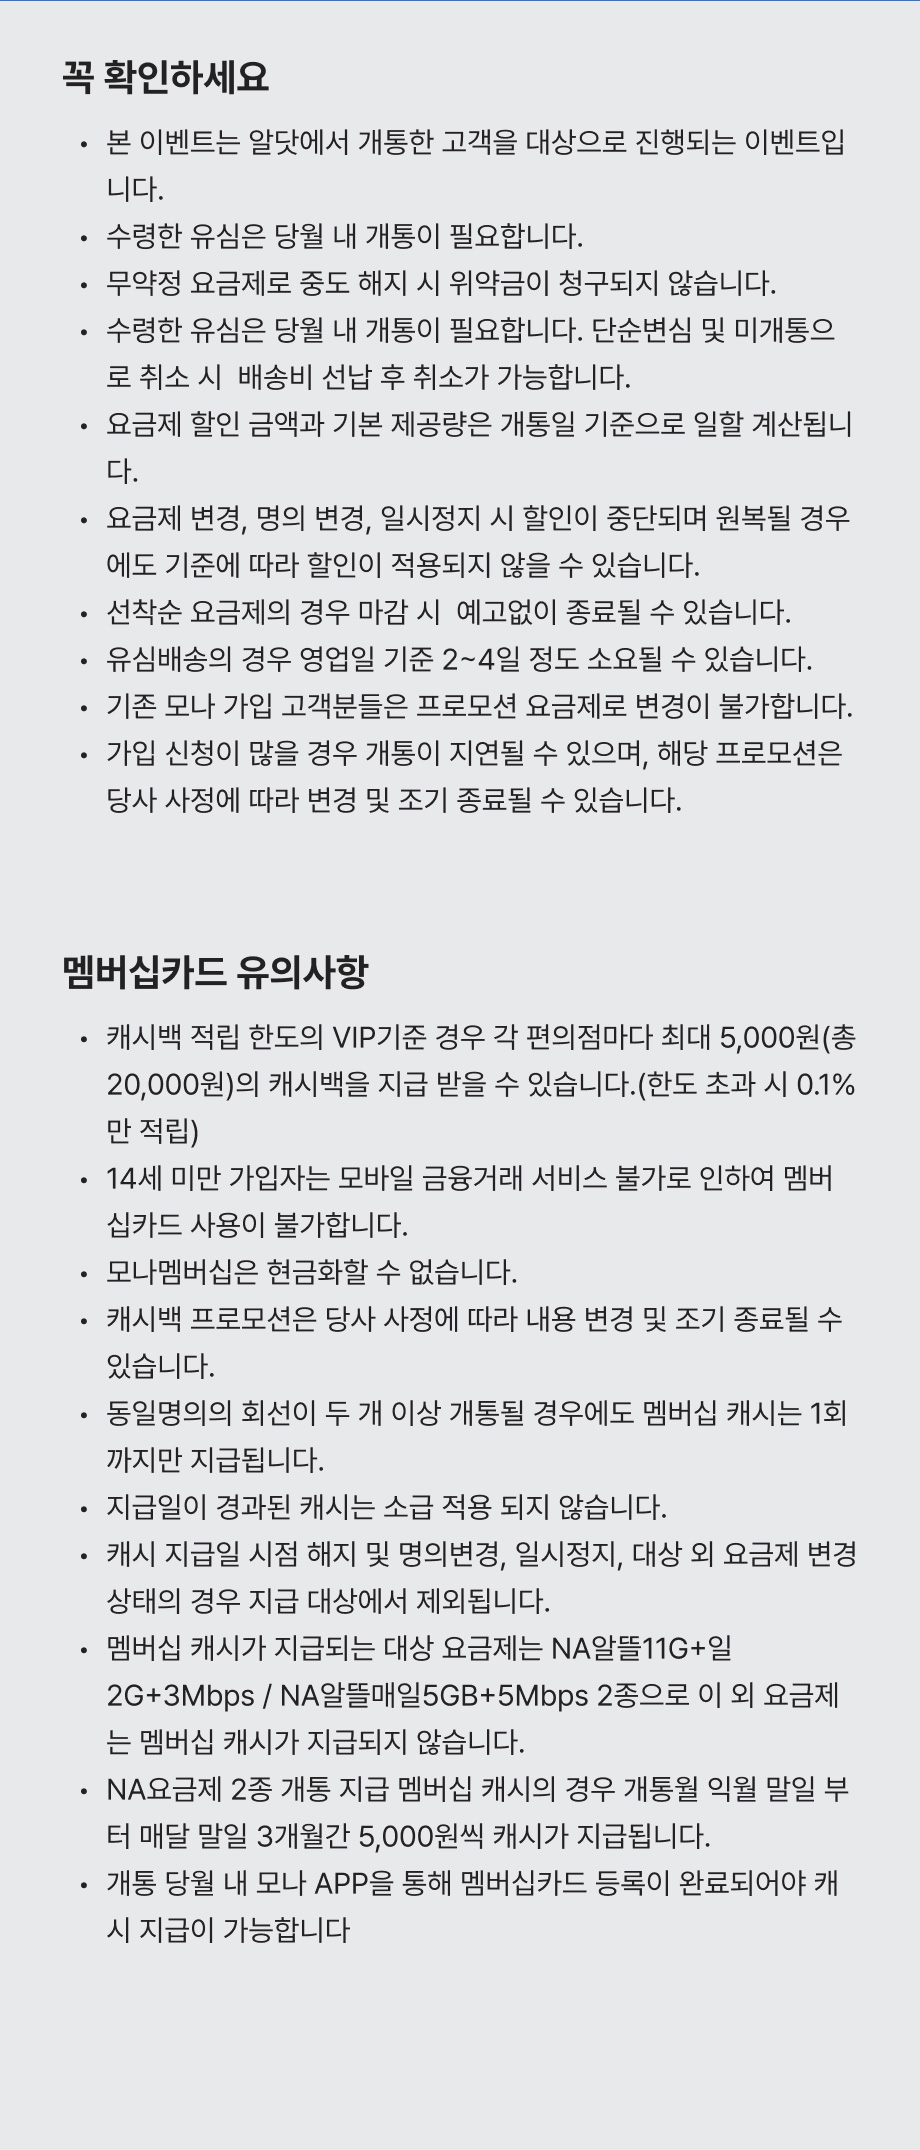 꼭 확인하세요
• 본 이벤트는 알닷에서 개통한 고객을 대상으로 진행되는 이벤트입
니다.
• 수령한 유심은 당월 내 개통이 필요합니다.
• 무약정 요금제로 중도 해지 시 위약금이 청구되지 않습니다.
• 수령한 유심은 당월 내 개통이 필요합니다. 단순변심 및 미개통으
로 취소 시  배송비 선납 후 취소가 가능합니다.
• 요금제 할인 금액과 기본 제공량은 개통일 기준으로 일할 계산됩니
다.
• 요금제 변경, 명의 변경, 일시정지 시 할인이 중단되며 원복될 경우
에도 기준에 따라 할인이 적용되지 않을 수 있습니다.
• 선착순 요금제의 경우 마감 시  예고없이 종료될 수 있습니다.
• 유심배송의 경우 영업일 기준 2~4일 정도 소요될 수 있습니다.
• 기존 모나 가입 고객분들은 프로모션 요금제로 변경이 불가합니다.
• 가입 신청이 많을 경우 개통이 지연될 수 있으며, 해당 프로모션은
당사 사정에 따라 변경 및 조기 종료될 수 있습니다.
멤버십카드 유의사항
• 캐시백 적립 한도의 VIP기준 경우 각 편의점마다 최대 5,000원(총
20,000원)의 캐시백을 지급 받을 수 있습니다.(한도 초과 시 0.1%
만 적립)
• 14세 미만 가입자는 모바일 금융거래 서비스 불가로 인하여 멤버
십카드 사용이 불가합니다.
• 모나멤버십은 현금화할 수 없습니다.
• 캐시백 프로모션은 당사 사정에 따라 내용 변경 및 조기 종료될 수
있습니다.
• 동일명의의 회선이 두 개 이상 개통될 경우에도 멤버십 캐시는 1회
까지만 지급됩니다.
• 지급일이 경과된 캐시는 소급 적용 되지 않습니다.
• 캐시 지급일 시점 해지 및 명의변경, 일시정지, 대상 외 요금제 변경
상태의 경우 지급 대상에서 제외됩니다.
• 멤버십 캐시가 지급되는 대상 요금제는 NA알뜰11G+일
2G+3Mbps / NA알뜰매일5GB+5Mbps 2종으로 이 외 요금제
는 멤버십 캐시가 지급되지 않습니다.
• NA요금제 2종 개통 지급 멤버십 캐시의 경우 개통월 익월 말일 부
터 매달 말일 3개월간 5,000원씩 캐시가 지급됩니다.
• 개통 당월 내 모나 APP을 통해 멤버십카드 등록이 완료되어야 캐
시 지급이 가능합니다